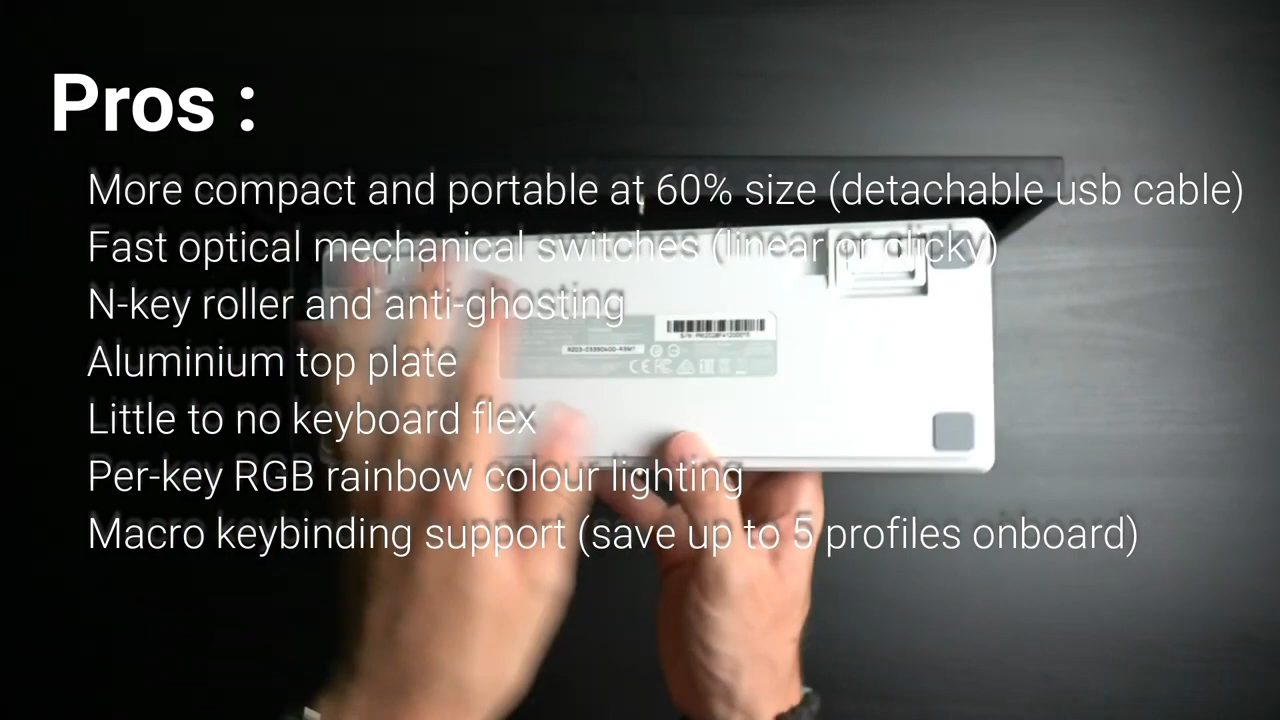 Pros :
More compact and portable at 60% size (detachable usb cable)
Fast optical mechanical switches (linear or clicky)
N-key roller and anti-ghosting
Aluminium top plate
Little to no keyboard flex
Per-key RGB rainbow colour lighting
Macro keybinding support (save up to 5 profiles onboard)